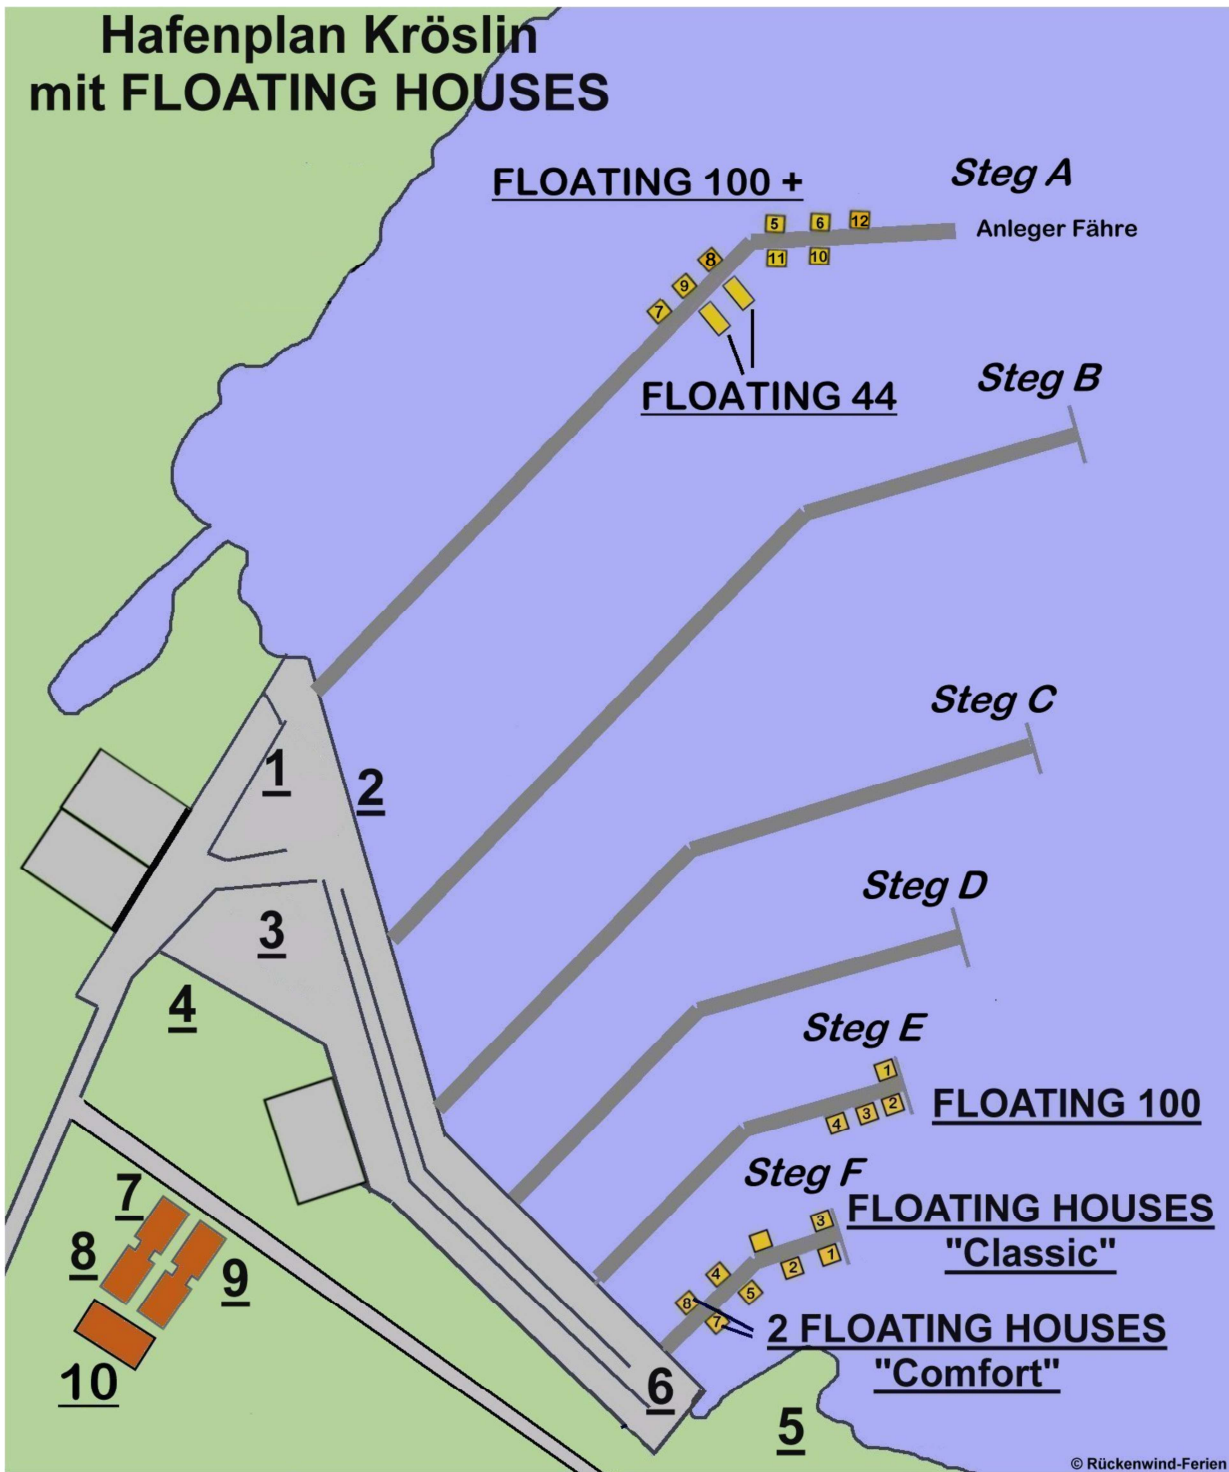 Hafenplan Kröslin
mit FLOATING HOUSES
FLOATING 100 +
Steg A
5
6
12
Anleger Fähre
11
10
8
9
7
FLOATING 44
Steg B
Steg C
1
2
Steg D
3
4
Steg E
1
FLOATING 100
4
3
2
Steg F
FLOATING HOUSES
"Classic"
3
1
2
4
5
8
7
2 FLOATING HOUSES
"Comfort"
7
8
9
10
6
5
© Rückenwind-Ferien